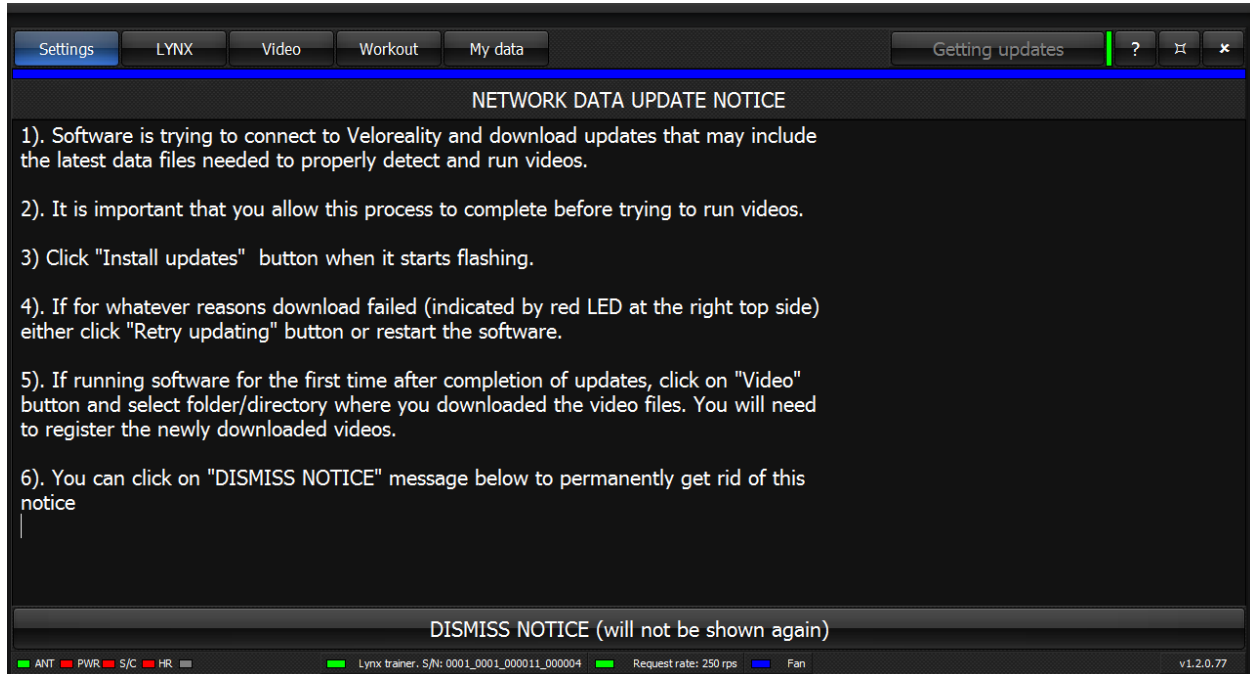 Settings LYNX Video Workout My data Getting updates ? ¤ x
NETWORK DATA UPDATE NOTICE
1). Software is trying to connect to Veloreality and download updates that may include
the latest data files needed to properly detect and run videos.
2). It is important that you allow this process to complete before trying to run videos.
3) Click "Install updates"  button when it starts flashing.
4). If for whatever reasons download failed (indicated by red LED at the right top side)
either click "Retry updating" button or restart the software.
5). If running software for the first time after completion of updates, click on "Video"
button and select folder/directory where you downloaded the video files. You will need
to register the newly downloaded videos.
6). You can click on "DISMISS NOTICE" message below to permanently get rid of this
notice
DISMISS NOTICE (will not be shown again)
ANT PWR S/C HR Lynx trainer. S/N: 0001_0001_000011_000004 Request rate: 250 rps Fan v1.2.0.77